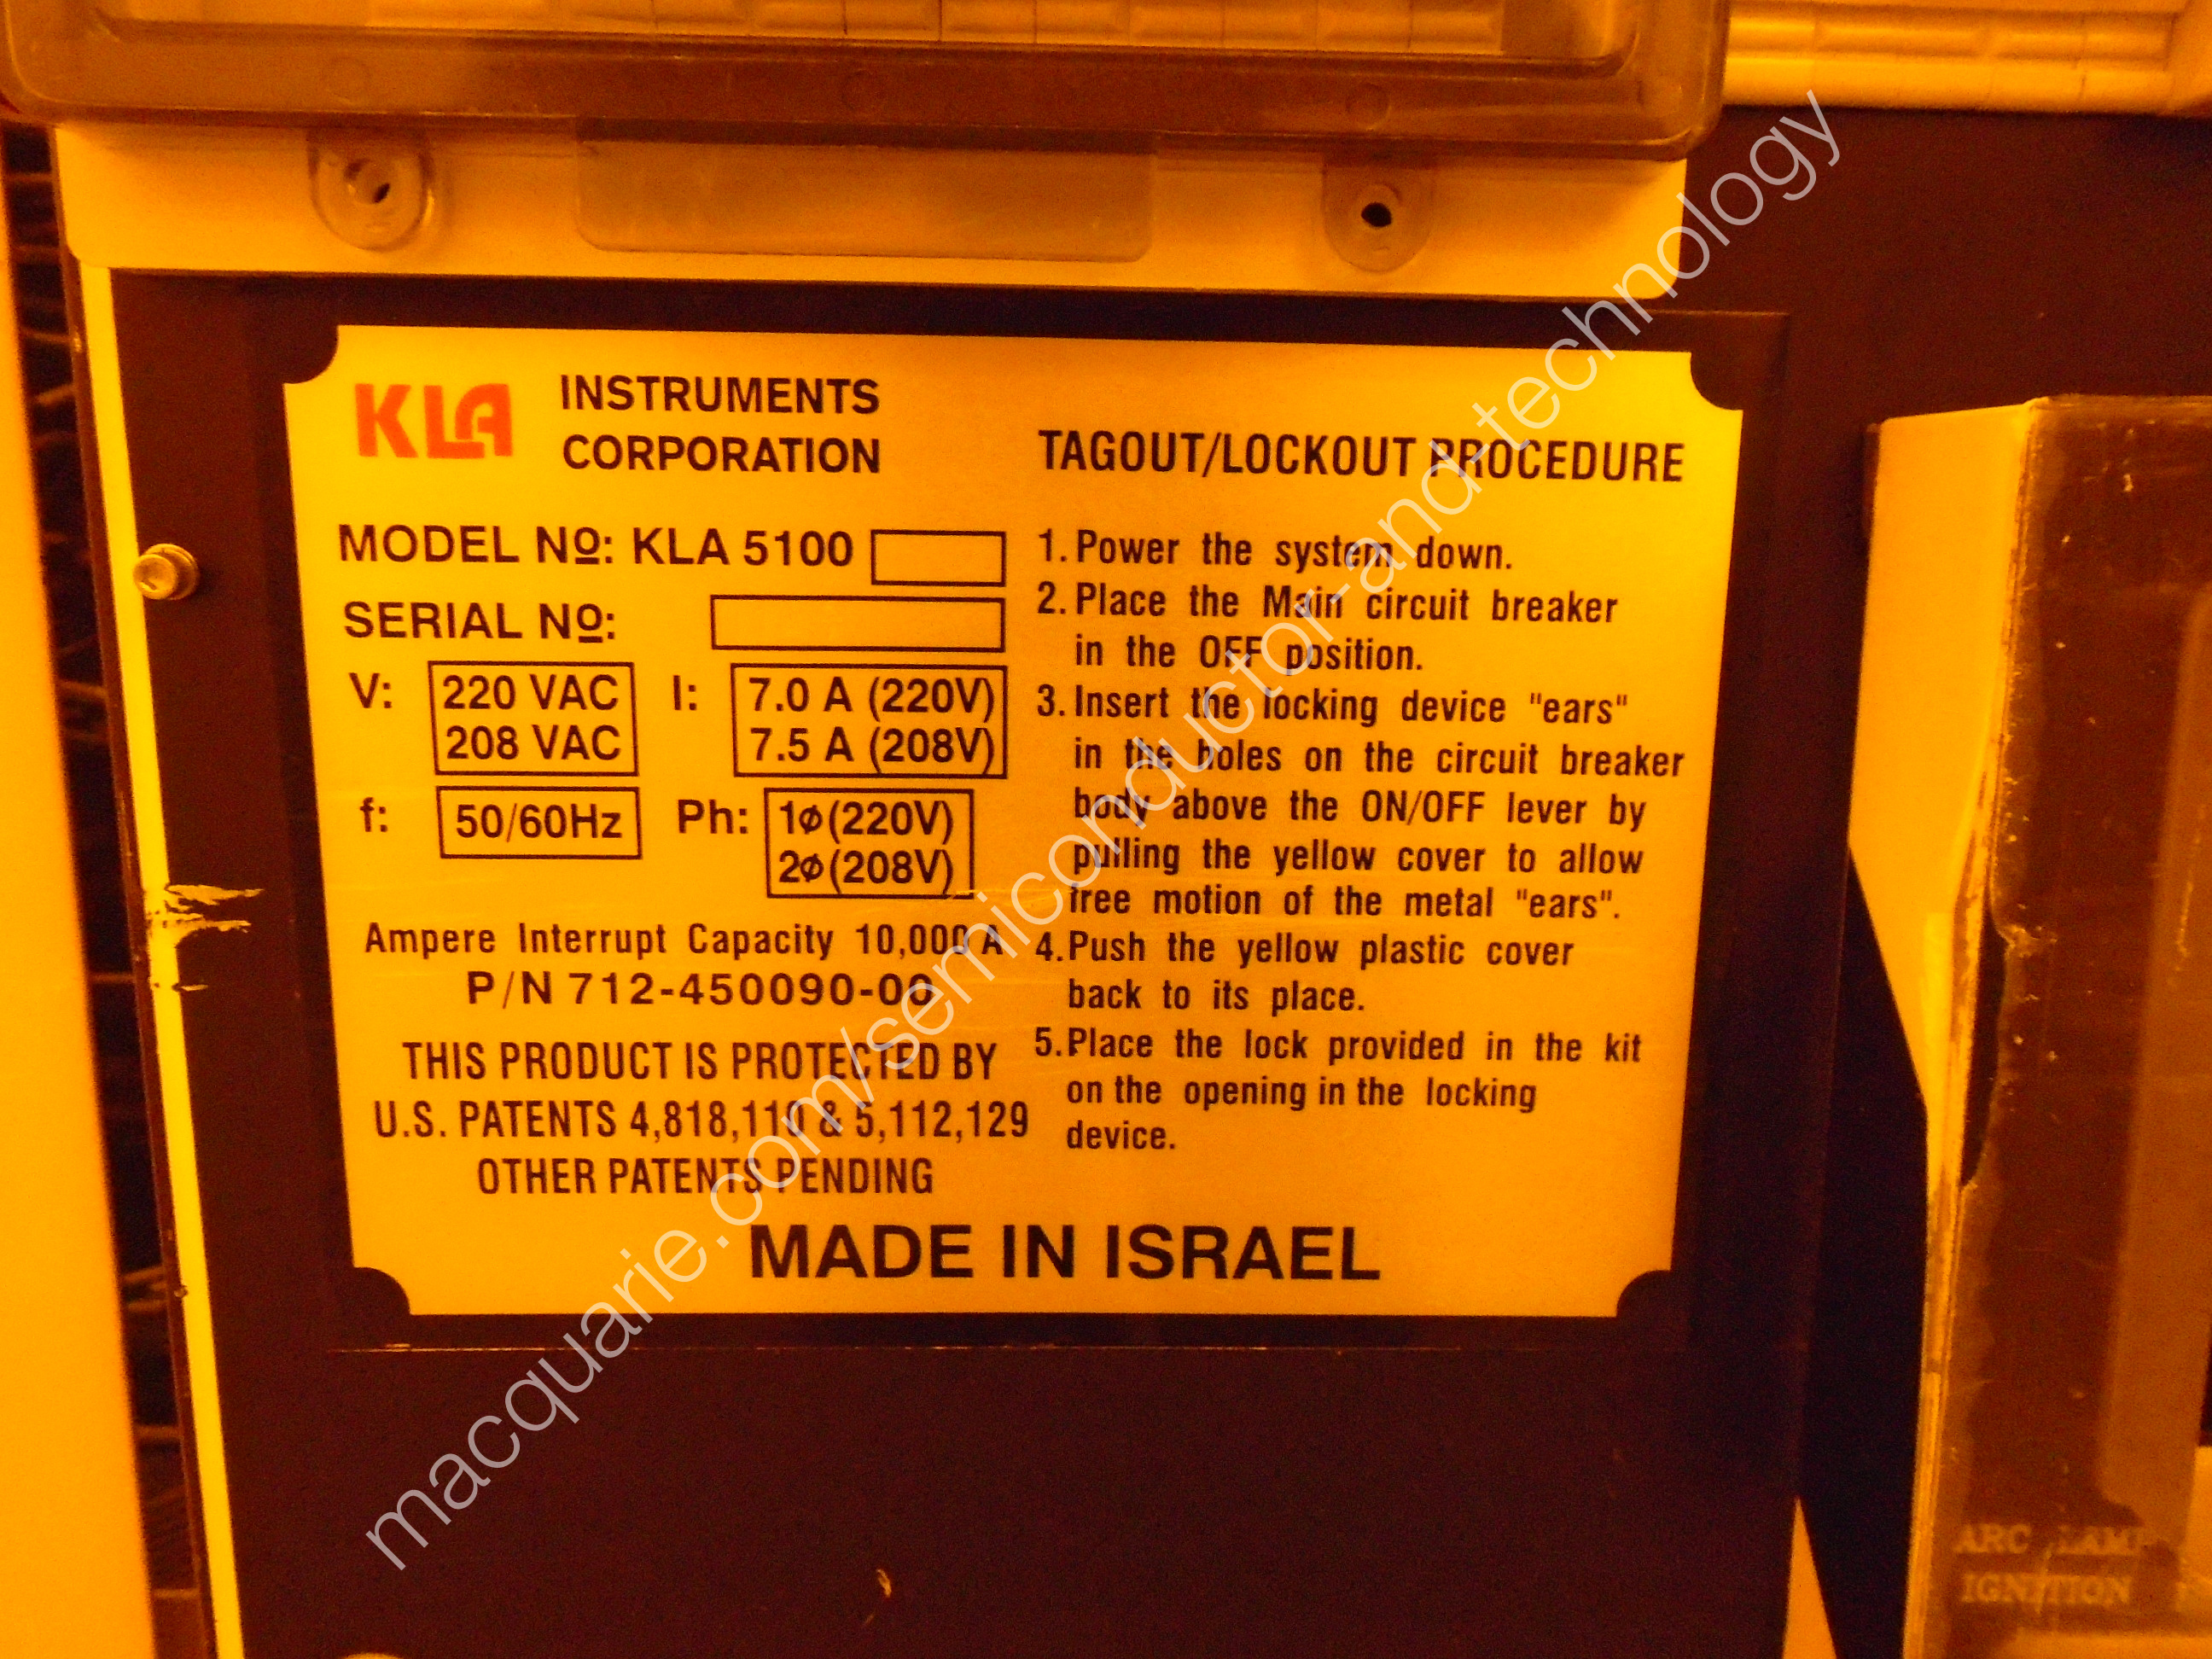 KLA INSTRUMENTS
CORPORATION
MODEL Nº: KLA 5100
SERIAL Nº:
V: 220 VAC
208 VAC
I: 7.0 A (220V)
7.5 A (208V)
f: 50/60Hz
Ph: 1ϕ(220V)
2ϕ(208V)
Ampere Interrupt Capacity 10,000 A
P/N 712-450090-00
THIS PRODUCT IS PROTECTED BY
U.S. PATENTS 4,818,110 & 5,112,129
OTHER PATENTS PENDING
TAGOUT/LOCKOUT PROCEDURE
1. Power the system down.
2. Place the Main circuit breaker
in the OFF position.
3. Insert the locking device "ears"
in the holes on the circuit breaker
body above the ON/OFF lever by
pulling the yellow cover to allow
free motion of the metal "ears".
4. Push the yellow plastic cover
back to its place.
5. Place the lock provided in the kit
on the opening in the locking
device.
MADE IN ISRAEL
ARC LAMP
IGNITION
macquarie.com/semiconductor-and-technology